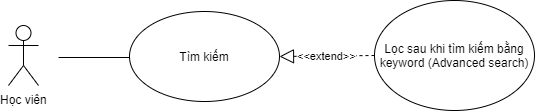 Tìm kiếm
<<extend>>
Lọc sau khi tìm kiếm bằng
keyword (Advanced search)
Học viên